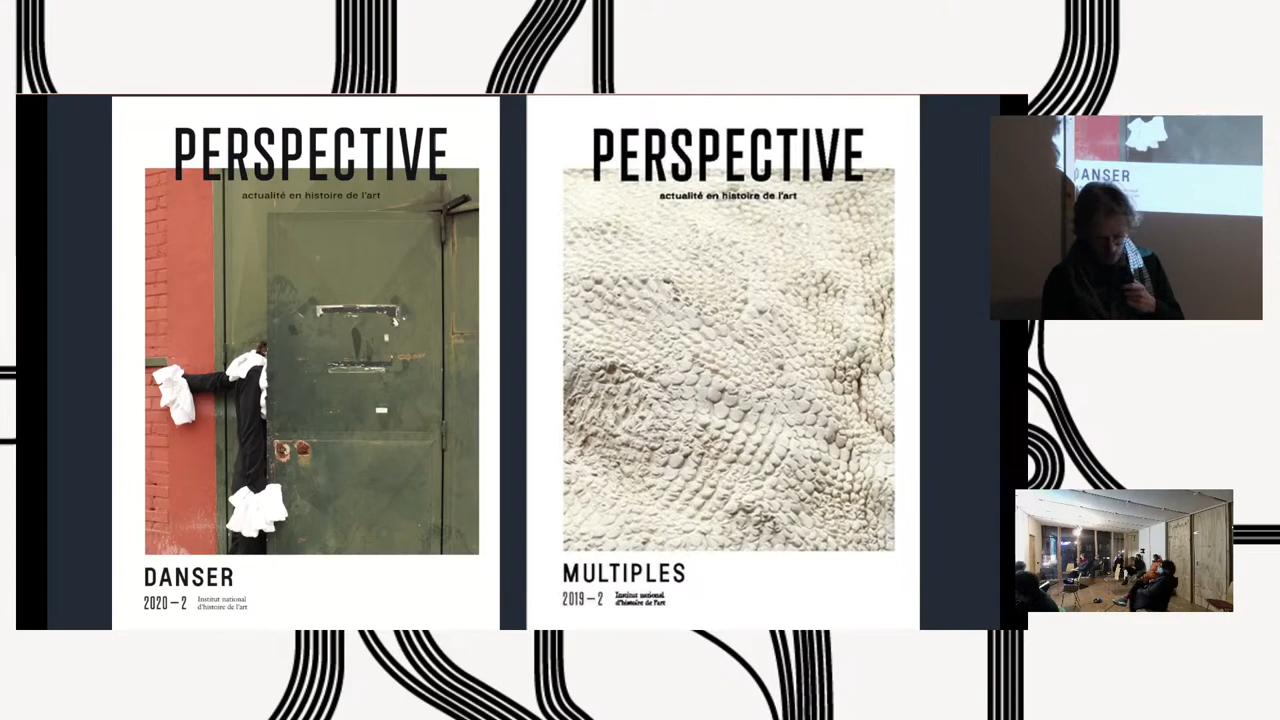 PERSPECTIVE
actualité en histoire de l'art
DANSER
2020–2
Institut national
d'histoire de l'art
PERSPECTIVE
actualité en histoire de l'art
MULTIPLES
2019–2
Institut national
d'histoire de l'art
DANSER